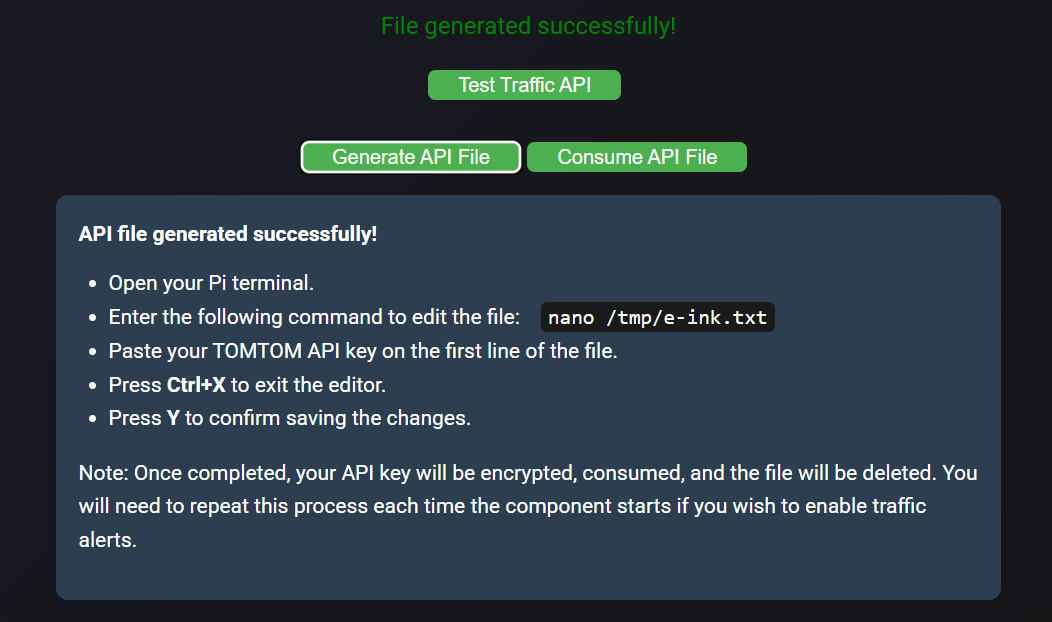 File generated successfully!
Test Traffic API
Generate API File Consume API File
API file generated successfully!
• Open your Pi terminal.
• Enter the following command to edit the file: nano /tmp/e-ink.txt
• Paste your TOMTOM API key on the first line of the file.
• Press Ctrl+X to exit the editor.
• Press Y to confirm saving the changes.
Note: Once completed, your API key will be encrypted, consumed, and the file will be deleted. You
will need to repeat this process each time the component starts if you wish to enable traffic
alerts.